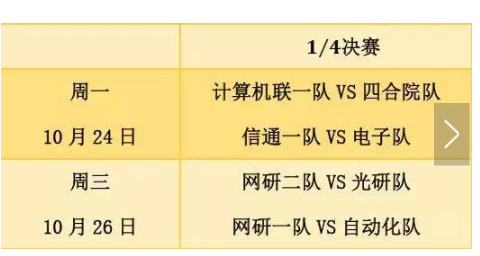 1/4决赛
周一
计算机联一队 VS 四合院队
10 月 24 日
信通一队 VS 电子队
周三
网研二队 VS 光研队
10 月 26 日
网研一队 VS 自动化队